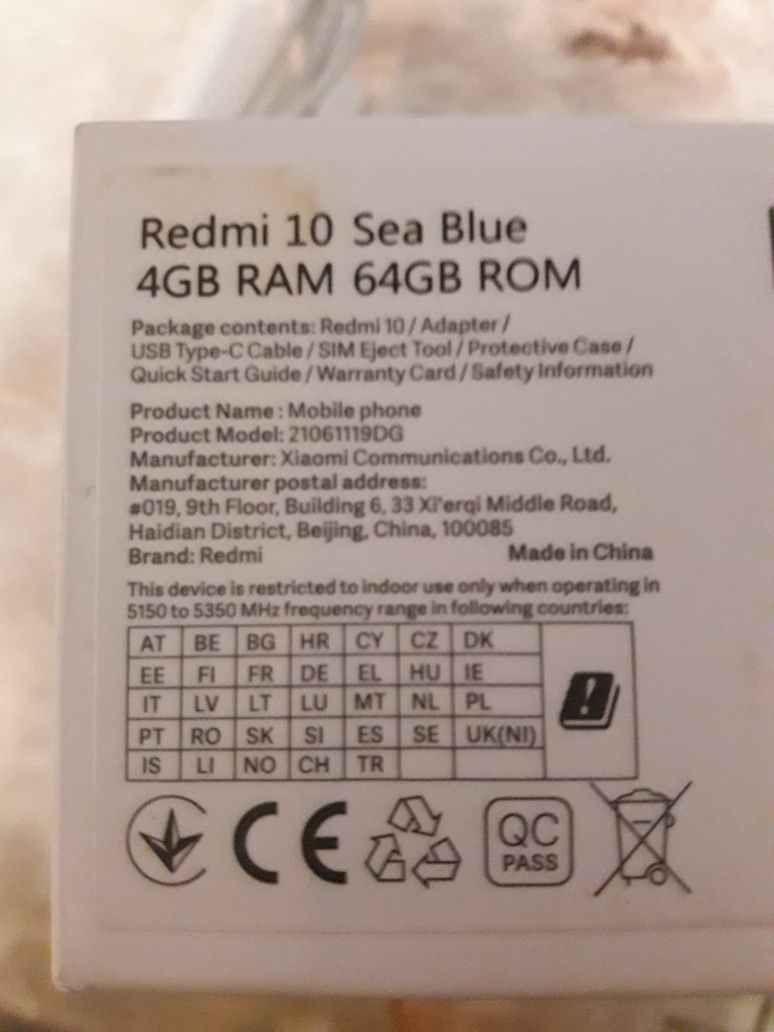 Redmi 10 Sea Blue
4GB RAM 64GB ROM
Package contents: Redmi 10 / Adapter /
USB Type-C Cable / SIM Eject Tool / Protective Case /
Quick Start Guide / Warranty Card / Safety Information
Product Name : Mobile phone
Product Model: 21061119DG
Manufacturer: Xiaomi Communications Co., Ltd.
Manufacturer postal address:
#019, 9th Floor, Building 6, 33 Xi'erqi Middle Road,
Haidian District, Beijing, China, 100085
Brand: Redmi Made in China
This device is restricted to indoor use only when operating in
5150 to 5350 MHz frequency range in following countries:
AT BE BG HR CY CZ DK
EE FI FR DE EL HU IE
IT LV LT LU MT NL PL
PT RO SK SI ES SE UK(NI)
IS LI NO CH TR
CE QC
PASS